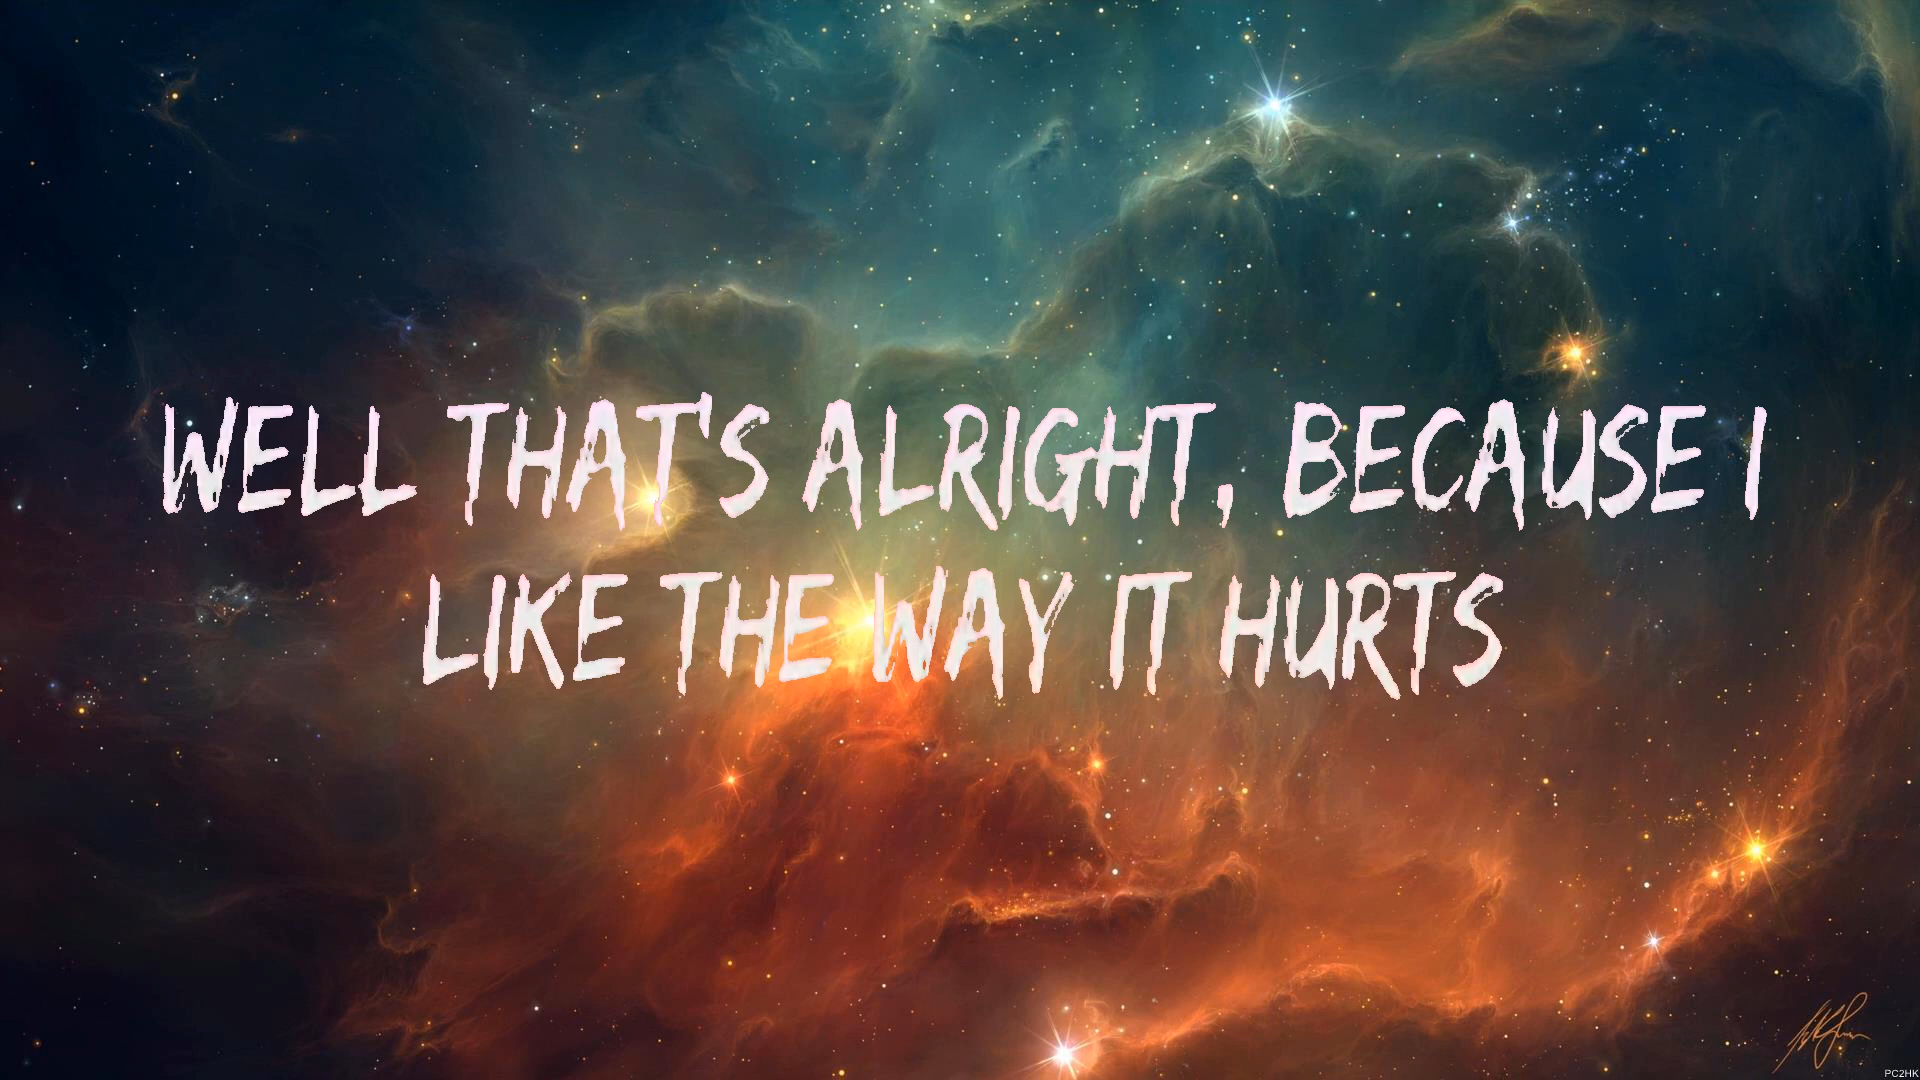 WELL THAT'S ALRIGHT, BECAUSE I
LIKE THE WAY IT HURTS
PC2HK